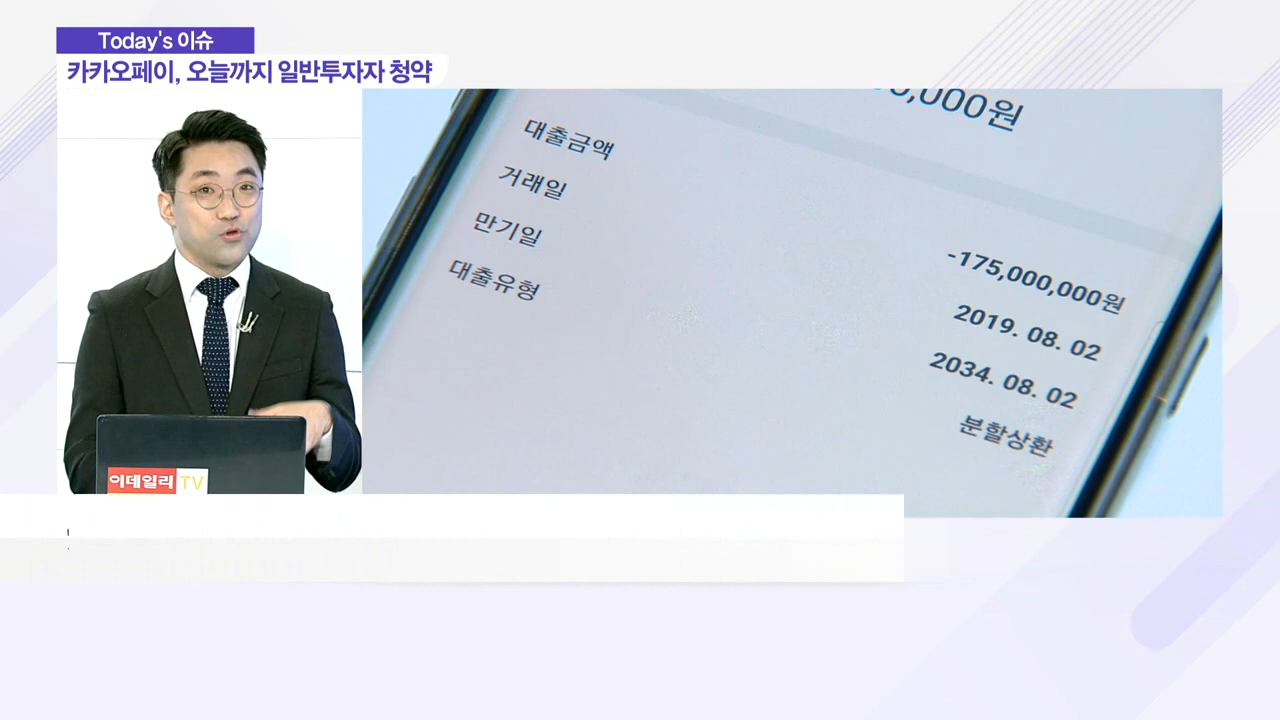 Today's 이슈
카카오페이, 오늘까지 일반투자자 청약
0,000원
대출금액
-175,000,000원
거래일
2019. 08. 02
만기일
2034. 08. 02
대출유형
분할상환
이데일리 TV